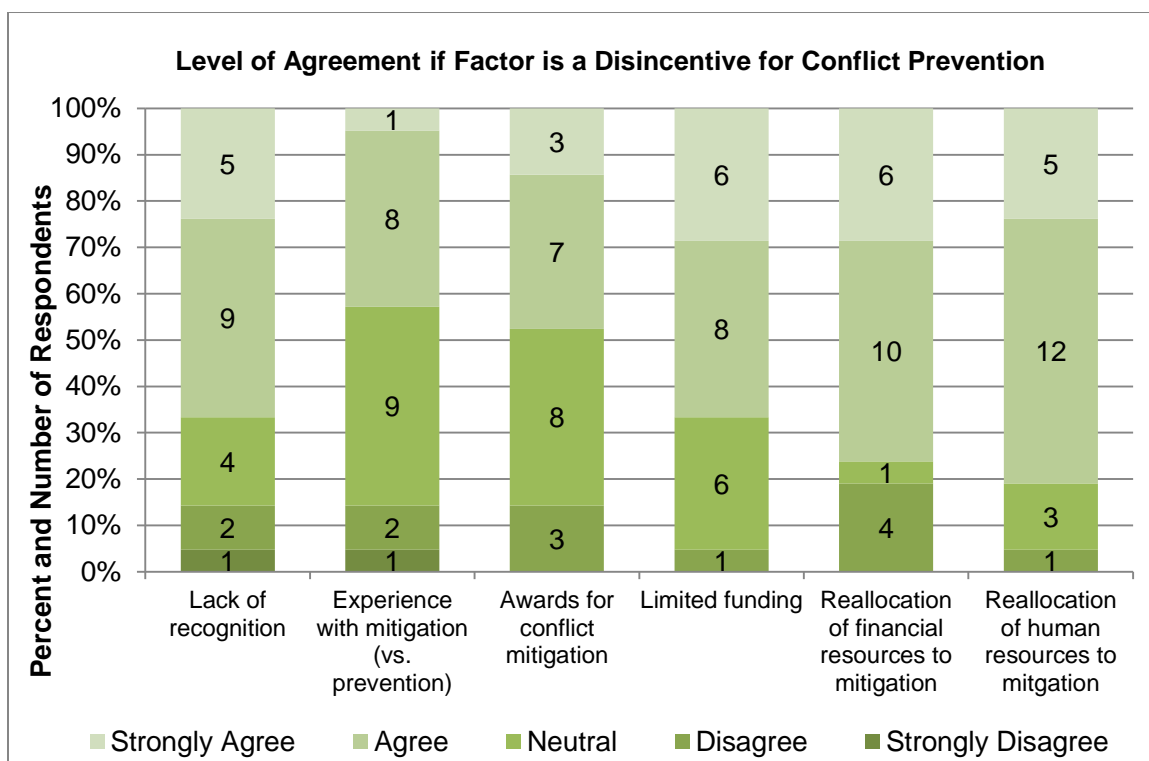 Level of Agreement if Factor is a Disincentive for Conflict Prevention
Percent and Number of Respondents
100%
90%
80%
70%
60%
50%
40%
30%
20%
10%
0%
5
9
4
2
1
1
8
9
2
1
3
7
8
3
6
8
6
1
6
10
1
4
5
12
3
1
Lack of
recognition
Experience
with mitigation
(vs.
prevention)
Awards for
conflict
mitigation
Limited funding
Reallocation
of financial
resources to
mitigation
Reallocation
of human
resources to
mitgation
Strongly Agree
Agree
Neutral
Disagree
Strongly Disagree